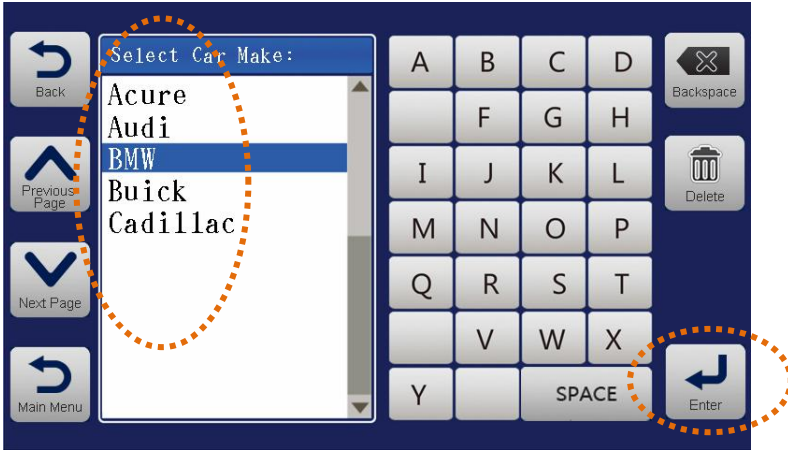 Back
Select Car Make:
Acure
Audi
BMW
Buick
Cadillac
Previous
Page
Next Page
Main Menu
A B C D
F G H
I J K L
M N O P
Q R S T
V W X
Y SPACE
Backspace
Delete
Enter